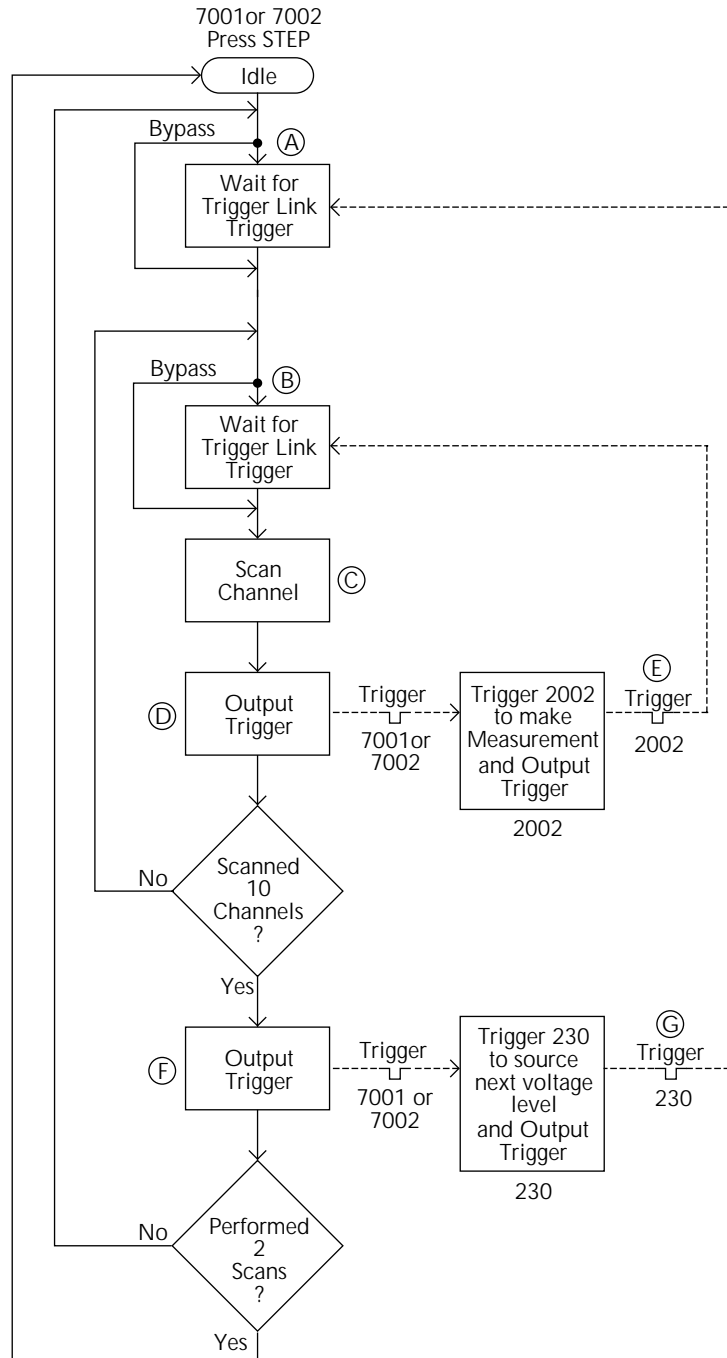 7001or 7002
Press STEP
Idle
Bypass
A
Wait for
Trigger Link
Trigger
Bypass
B
Wait for
Trigger Link
Trigger
Scan
Channel
C
D
Output
Trigger
Trigger
7001or
7002
Trigger 2002
to make
Measurement
and Output
Trigger
2002
E
Trigger
2002
Scanned
10
Channels
?
No
Yes
F
Output
Trigger
Trigger
7001 or
7002
Trigger 230
to source
next voltage
level
and Output
Trigger
230
G
Trigger
230
No
Performed
2
Scans
?
Yes